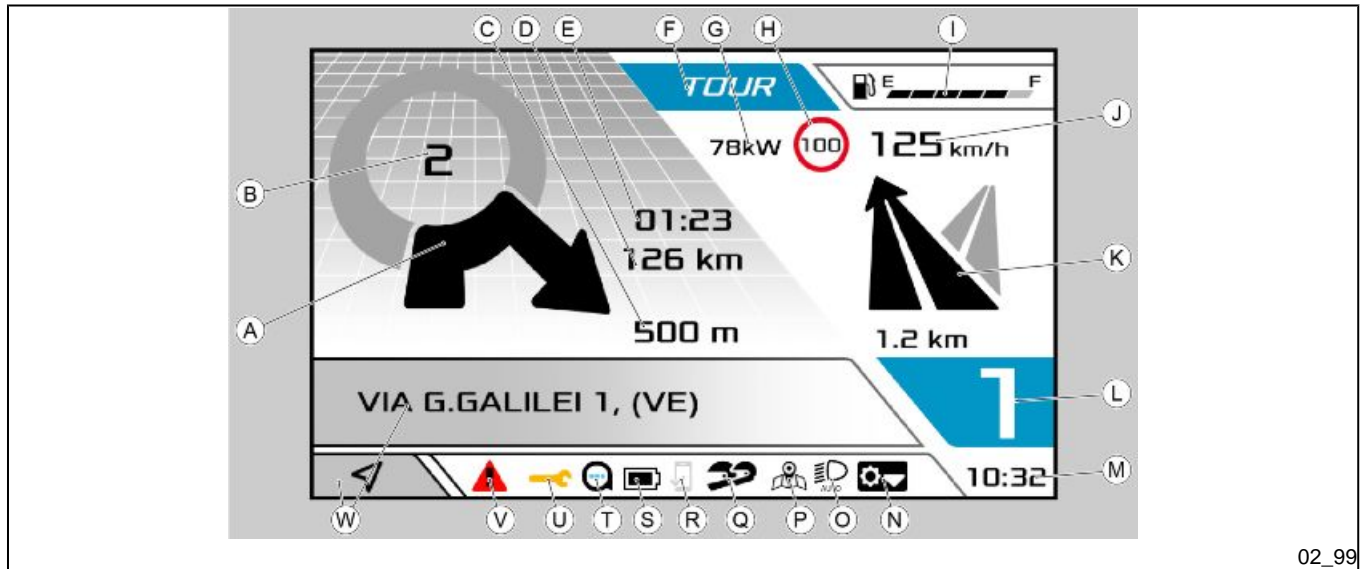 C D E F G H I
TOUR
E F
J
78kW 100 125 km/h
B
2
01:23
126 km
K
A
500 m
1.2 km
1
L
VIA G.GALILEI 1, (VE)
AUTO
10:32
M
W V U T S R Q P O N
02_99